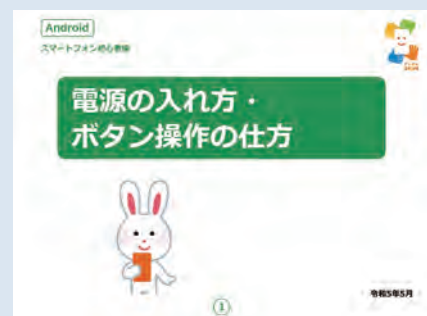 Android
スマートフォン初心者編
電源の入れ方・
ボタン操作の仕方
①
令和5年5月